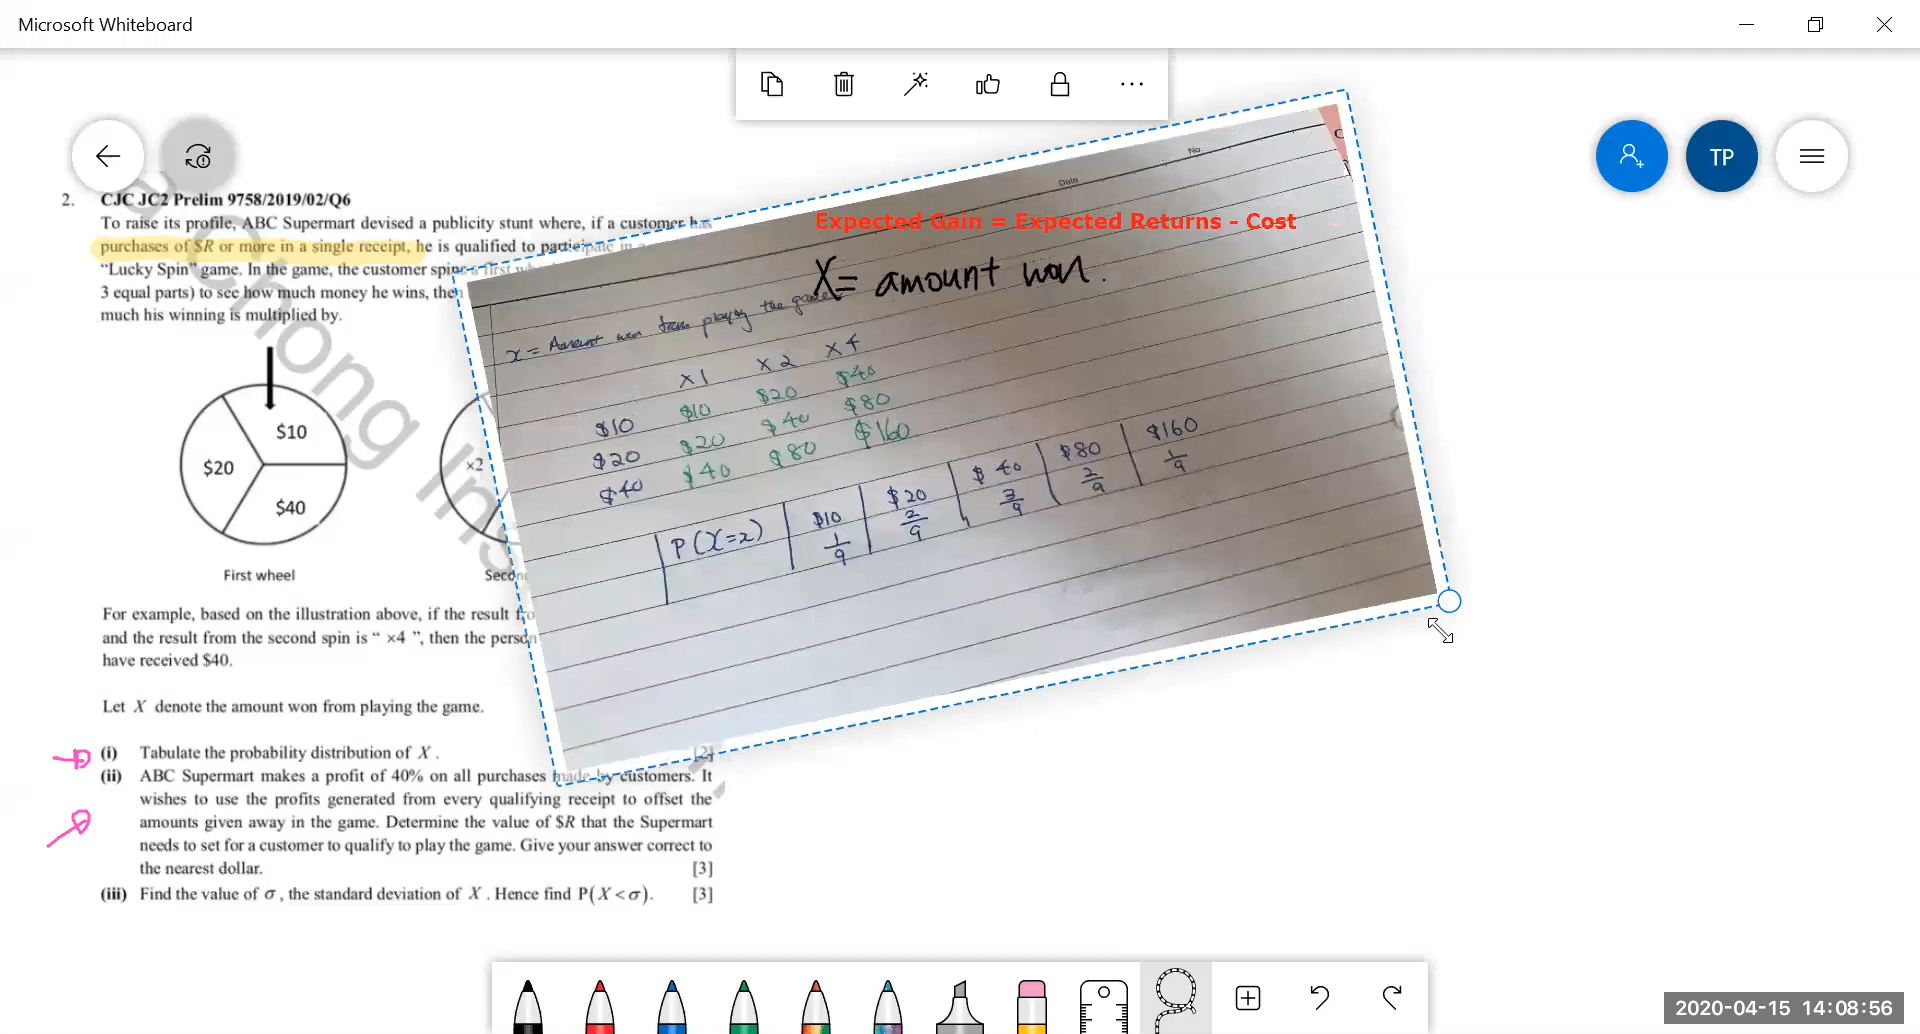 Microsoft Whiteboard
TP
2. CJC JC2 Prelim 9758/2019/02/Q6
To raise its profile, ABC Supermart devised a publicity stunt where, if a customer has
purchases of $R or more in a single receipt, he is qualified to participate in a
“Lucky Spin” game. In the game, the customer spins a first
3 equal parts) to see how much money he wins, then
much his winning is multiplied by.
$10
$20
$40
First wheel
×2
Second
For example, based on the illustration above, if the result
and the result from the second spin is “ ×4 ”, then the person
have received $40.
Let X denote the amount won from playing the game.
(i) Tabulate the probability distribution of X . [2]
(ii) ABC Supermart makes a profit of 40% on all purchases made by customers. It
wishes to use the profits generated from every qualifying receipt to offset the
amounts given away in the game. Determine the value of $R that the Supermart
needs to set for a customer to qualify to play the game. Give your answer correct to
the nearest dollar. [3]
(iii) Find the value of σ , the standard deviation of X . Hence find P(X<σ). [3]
No.
Date
Expected Gain = Expected Returns - Cost
X= amount won.
x = Amount won from playing the game
×1 ×2 ×4
$10 $10 $20 $40
$20 $20 $40 $80
$40 $40 $80 $160
P(X=x) $10 $20 $40 $80 $160
1/9 2/9 3/9 2/9 1/9
Chong
2020-04-15 14:08:56